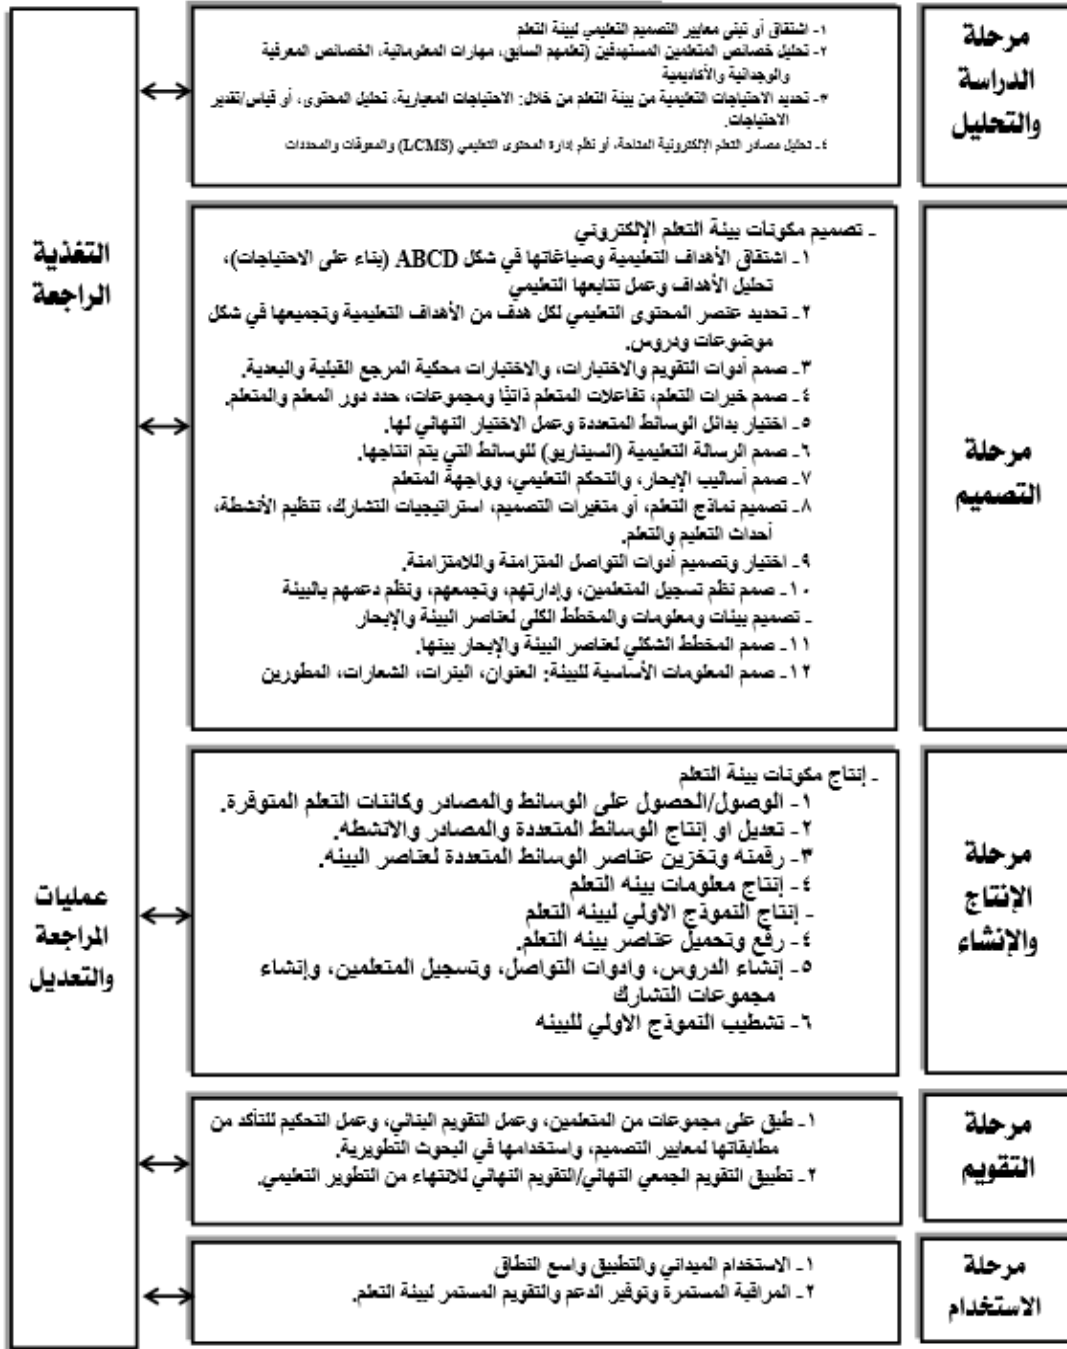 مرحلة
الدراسة
والتحليل
١- اشتقاق أو تبنى معايير التصميم التعليمي لبيئة التعلم
٢- تحليل خصائص المتعلمين المستهدفين (تعلمهم السابق، مهارات المعلوماتية، الخصائص المعرفية
والوجدانية والأكاديمية
٣- تحديد الاحتياجات التعليمية من بيئة التعلم من خلال: الاحتياجات المعيارية، تحليل المحتوى، أو قياس/تقدير
الاحتياجات.
٤- تحليل مصادر التعلم الإلكترونية المتاحة، أو نظم إدارة المحتوى التعليمي (LCMS) والمعوقات والمحددات
مرحلة
التصميم
ـ تصميم مكونات بيئة التعلم الإلكتروني
١- اشتقاق الأهداف التعليمية وصياغاتها في شكل ABCD (بناء على الاحتياجات)،
تحليل الأهداف وعمل تتابعها التعليمي
٢- تحديد عنصر المحتوى التعليمي لكل هدف من الأهداف التعليمية وتجميعها في شكل
موضوعات ودروس.
٣- صمم أدوات التقويم والاختبارات، والاختبارات محكية المرجع القبلية والبعدية.
٤- صمم خبرات التعلم، تفاعلات المتعلم ذاتيًا ومجموعات، حدد دور المعلم والمتعلم.
٥- اختيار بدائل الوسائط المتعددة وعمل الاختيار النهائي لها.
٦- صمم الرسالة التعليمية (السيناريو) للوسائط التي يتم انتاجها.
٧- صمم أساليب الإبحار، والتحكم التعليمي، وواجهة المتعلم
٨- تصميم نماذج التعلم، أو متغيرات التصميم، استراتيجيات التشارك، تنظيم الأنشطة،
أحداث التعليم والتعلم.
٩- اختيار وتصميم أدوات التواصل المتزامنة واللامتزامنة.
١٠- صمم نظم تسجيل المتعلمين، وإدارتهم، وتجمعهم، ونظم دعمهم بالبيئة
ـ تصميم بيئات ومعلومات والمخطط الكلى لعناصر البيئة والإبحار
١١- صمم المخطط الشكلي لعناصر البيئة والإبحار بيتها.
١٢- صمم المعلومات الأساسية للبيئة: العنوان، البنرات، الشعارات، المطورين
مرحلة
الإنتاج
والإنشاء
ـ إنتاج مكونات بيئة التعلم
١- الوصول/الحصول على الوسائط والمصادر وكائنات التعلم المتوفرة.
٢- تعديل او إنتاج الوسائط المتعددة والمصادر والانشطه.
٣- رقمنه وتخزين عناصر الوسائط المتعددة لعناصر البينه.
٤- إنتاج معلومات بينه التعلم
- إنتاج النموذج الاولي لبينه التعلم
٤- رفع وتحميل عناصر بينه التعلم.
٥- إنشاء الدروس، وادوات التواصل، وتسجيل المتعلمين، وإنشاء
مجموعات التشارك
٦- تشطيب النموذج الاولي للبينه
مرحلة
التقويم
١- طبق على مجموعات من المتعلمين، وعمل التقويم البنائي، وعمل التحكيم للتأكد من
مطابقاتها لمعايير التصميم، واستخدامها في البحوث التطويرية.
٢- تطبيق التقويم الجمعي النهائي/التقويم النهائي للانتهاء من التطوير التعليمي.
مرحلة
الاستخدام
١- الاستخدام الميداني والتطبيق واسع النطاق
٢- المراقبة المستمرة وتوفير الدعم والتقويم المستمر لبيئة التعلم.
التغذية
الراجعة
عمليات
المراجعة
والتعديل